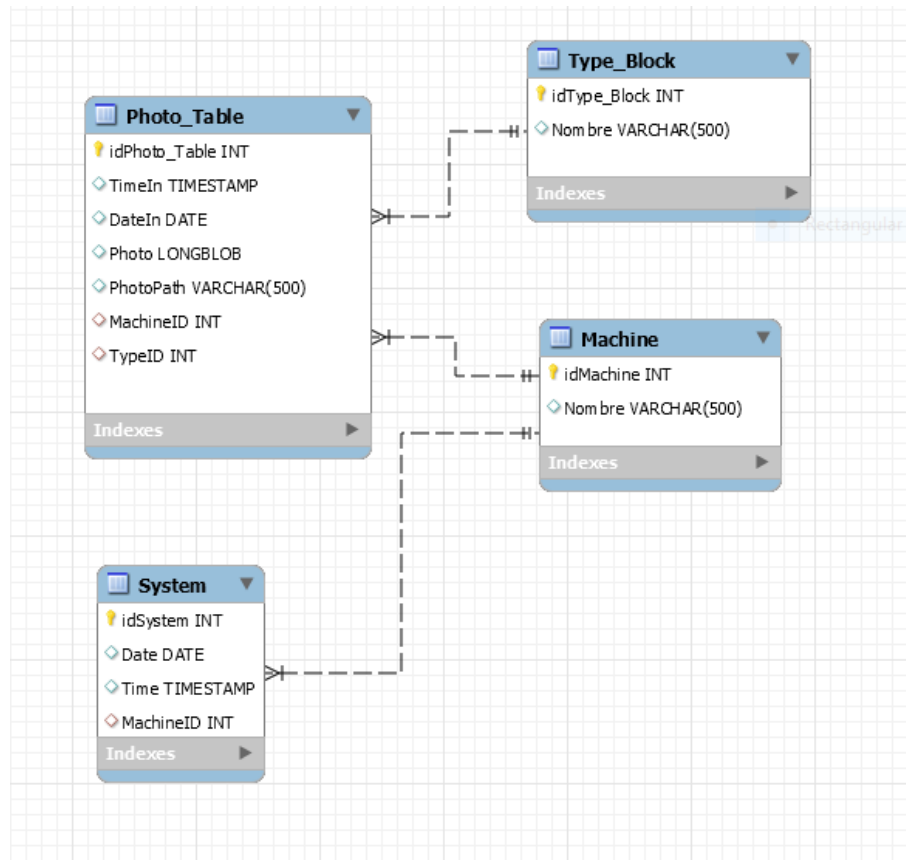 Type_Block
idType_Block INT
Nombre VARCHAR(500)
Indexes
Rectangular
Photo_Table
idPhoto_Table INT
TimeIn TIMESTAMP
DateIn DATE
Photo LONGBLOB
PhotoPath VARCHAR(500)
MachineID INT
TypeID INT
Indexes
Machine
idMachine INT
Nombre VARCHAR(500)
Indexes
System
idSystem INT
Date DATE
Time TIMESTAMP
MachineID INT
Indexes